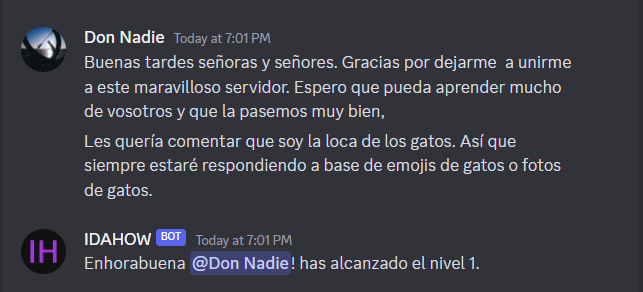 Don Nadie Today at 7:01 PM
Buenas tardes señoras y señores. Gracias por dejarme a unirme
a este maravilloso servidor. Espero que pueda aprender mucho
de vosotros y que la pasemos muy bien,
Les quería comentar que soy la loca de los gatos. Así que
siempre estaré respondiendo a base de emojis de gatos o fotos
de gatos.
IH
IDAHOW BOT Today at 7:01 PM
Enhorabuena @Don Nadie! has alcanzado el nivel 1.